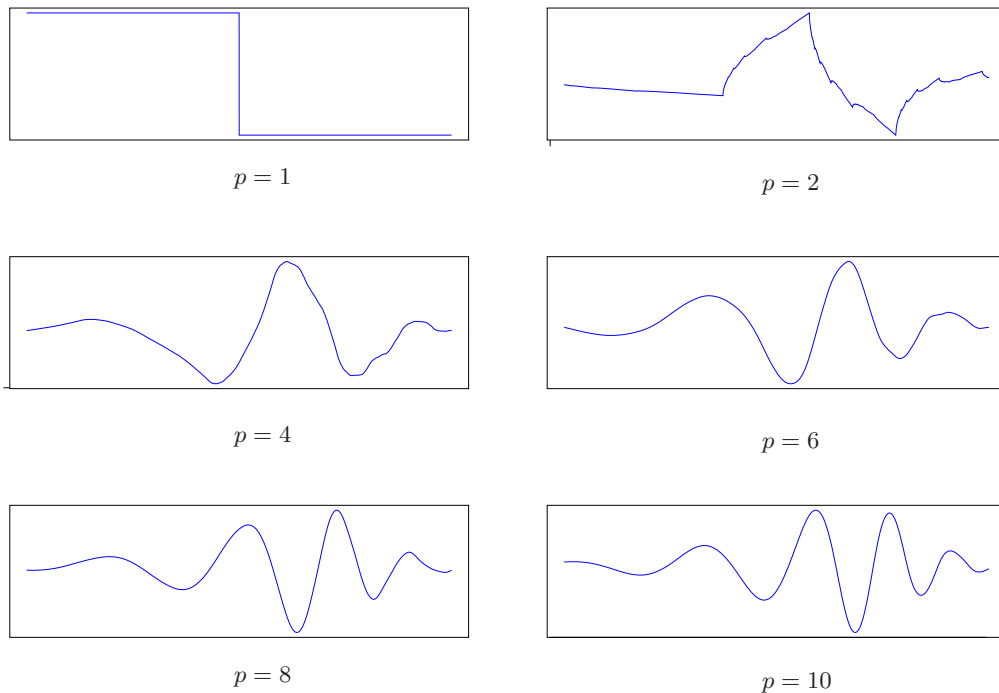 p = 1
p = 2
p = 4
p = 6
p = 8
p = 10